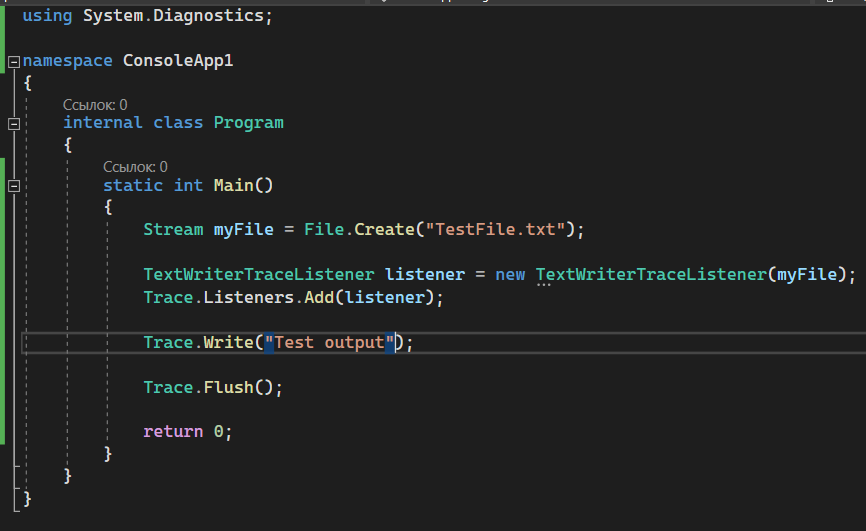 using System.Diagnostics;
namespace ConsoleApp1
{
Ссылок: 0
internal class Program
{
Ссылок: 0
static int Main()
{
Stream myFile = File.Create("TestFile.txt");
TextWriterTraceListener listener = new TextWriterTraceListener(myFile);
Trace.Listeners.Add(listener);
Trace.Write("Test output");
Trace.Flush();
return 0;
}
}
}